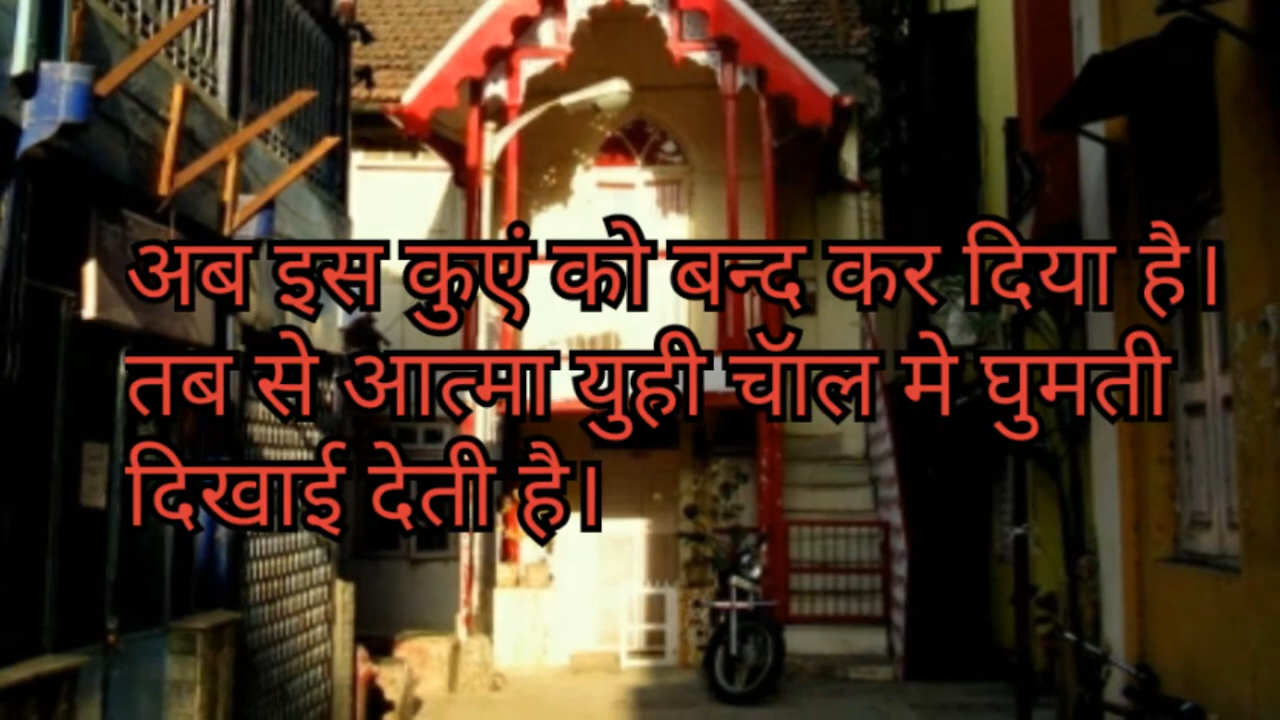 अब इस कुएं को बन्द कर दिया है।
तब से आत्मा युही चॉल मे घुमती
दिखाई देती है।